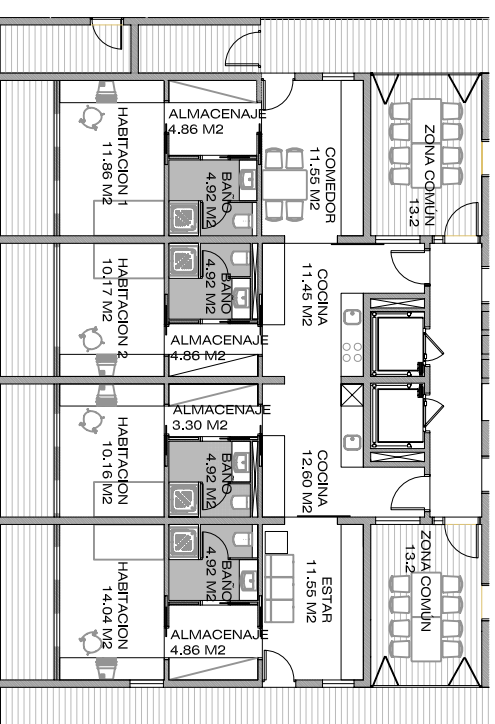 ALMACENAJE
4.86 M2
HABITACION 1
11.86 M2
BAÑO
4.92 M2
COMEDOR
11.55 M2
ZONA COMÚN
13.2
HABITACION 2
10.17 M2
BAÑO
4.92 M2
COCINA
11.45 M2
ALMACENAJE
4.86 M2
ALMACENAJE
3.30 M2
HABITACION
10.16 M2
BAÑO
4.92 M2
COCINA
12.60 M2
HABITACION
14.04 M2
BAÑO
4.92 M2
ESTAR
11.55 M2
ZONA COMÚN
13.2
ALMACENAJE
4.86 M2